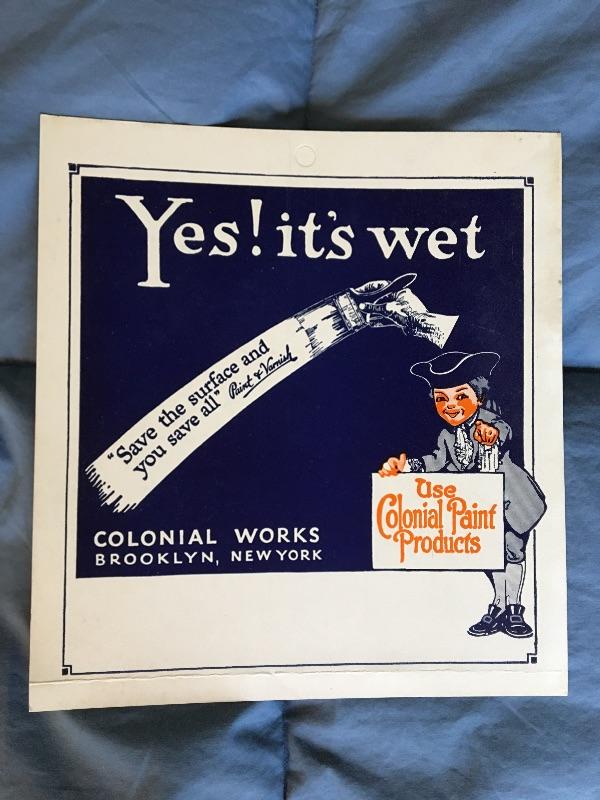 Yes! it's wet
"Save the surface and
you save all" Paint & Varnish
COLONIAL WORKS
BROOKLYN, NEW YORK
Use
Colonial Paint
Products